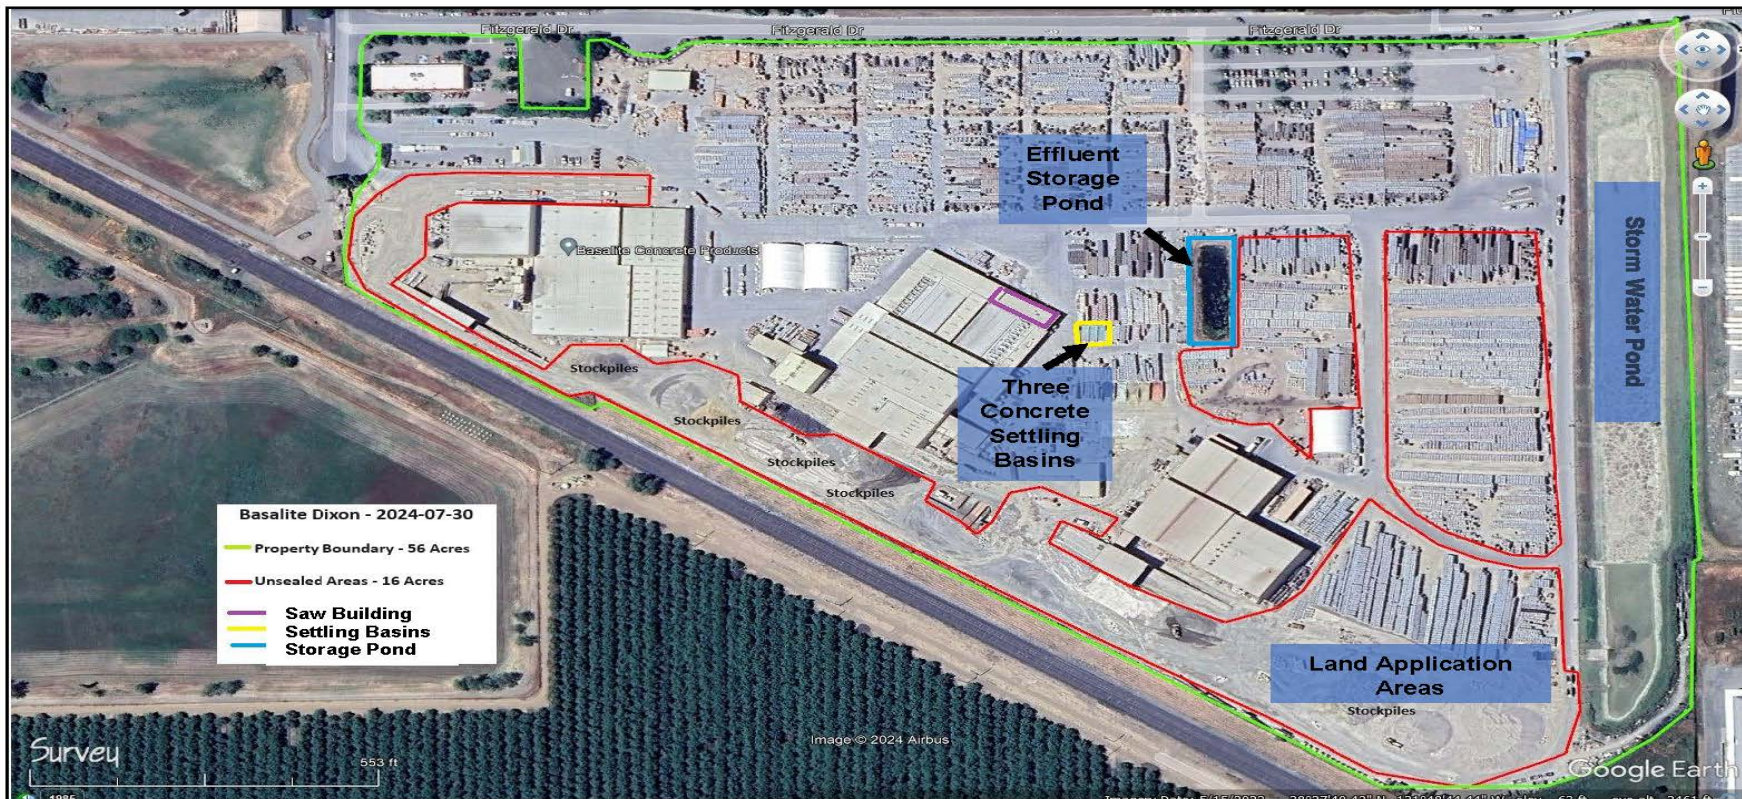 Fitzgerald Dr
Fitzgerald Dr
Fitzgerald Dr
Effluent
Storage
Pond
Storm Water Pond
Basalite Concrete Products
Stockpiles
Three
Concrete
Settling
Basins
Stockpiles
Stockpiles
Stockpiles
Basalite Dixon - 2024-07-30
Property Boundary - 56 Acres
Unsealed Areas - 16 Acres
Saw Building
Settling Basins
Storage Pond
Land Application
Areas
Stockpiles
Survey
553 ft
Image © 2024 Airbus
Google Earth
1985